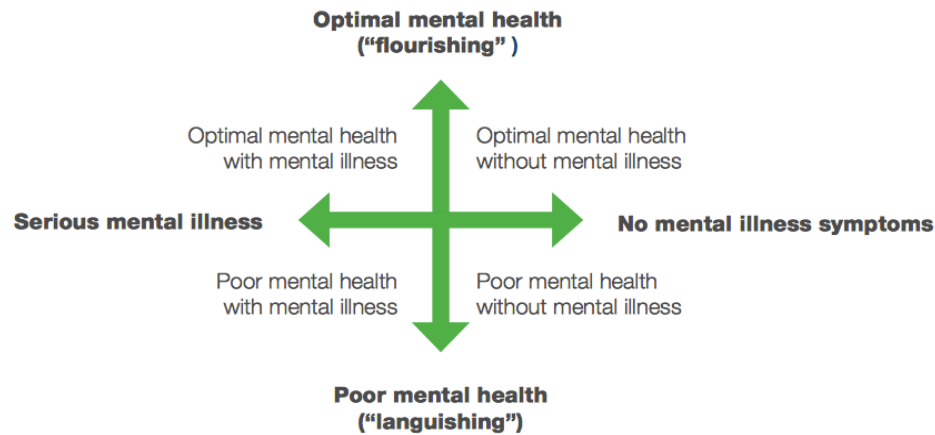 Optimal mental health
(“flourishing” )
Optimal mental health
with mental illness
Optimal mental health
without mental illness
Serious mental illness
No mental illness symptoms
Poor mental health
with mental illness
Poor mental health
without mental illness
Poor mental health
(“languishing”)